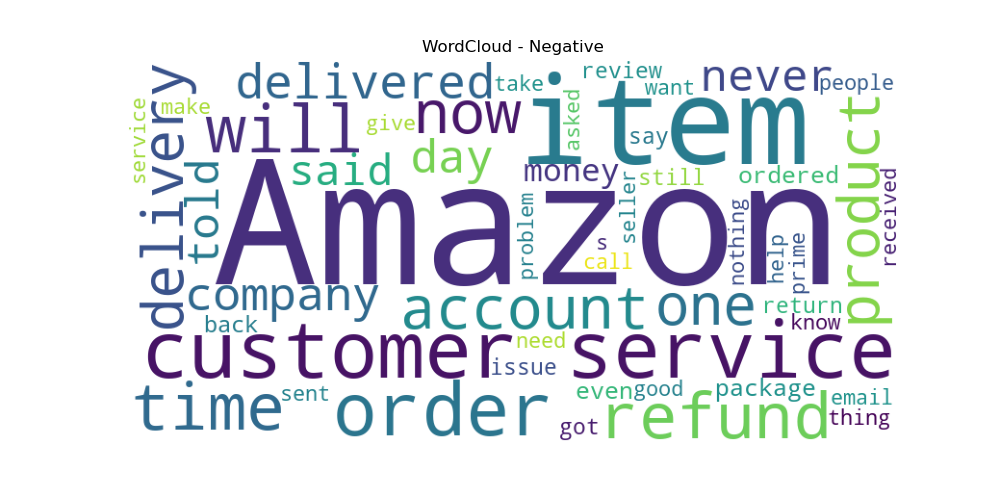 WordCloud - Negative
delivered
take
review
want
never
people
make
will
give
now
item
asked
say
service
delivery
told
said
day
money
still
ordered
product
received
Amazon
problem
s
call
seller
nothing
help
prime
company
account
one
return
back
know
customer service
need
issue
time
sent
order
even
good
package
email
got
refund
thing